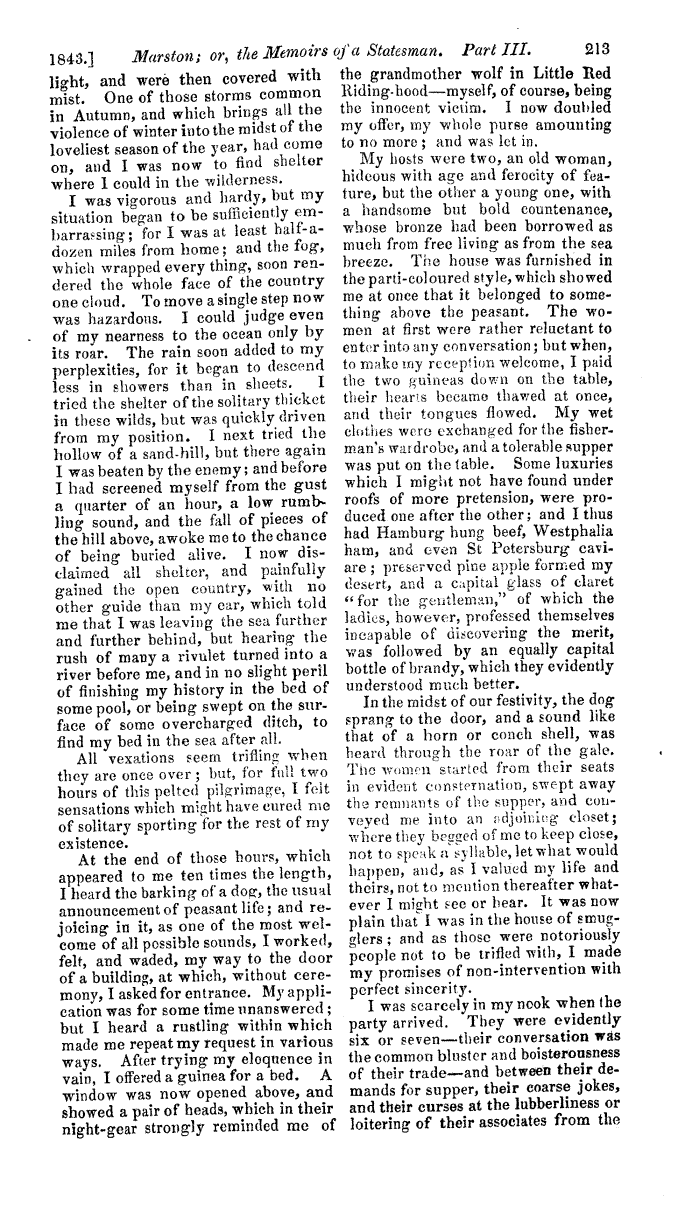 1843.] Marston; or, the Memoirs of a Statesman. Part III. 213
light, and were then covered with
mist. One of those storms common
in Autumn, and which brings all the
violence of winter into the midst of the
loveliest season of the year, had come
on, and I was now to find shelter
where I could in the wilderness.
I was vigorous and hardy, but my
situation began to be sufficiently em-
barrassing; for I was at least half-a-
dozen miles from home; and the fog,
which wrapped every thing, soon ren-
dered the whole face of the country
one cloud. To move a single step now
was hazardous. I could judge even
of my nearness to the ocean only by
its roar. The rain soon added to my
perplexities, for it began to descend
less in showers than in sheets. I
tried the shelter of the solitary thicket
in these wilds, but was quickly driven
from my position. I next tried the
hollow of a sand-hill, but there again
I was beaten by the enemy; and before
I had screened myself from the gust
a quarter of an hour, a low rumb-
ling sound, and the fall of pieces of
the hill above, awoke me to the chance
of being buried alive. I now dis-
claimed all shelter, and painfully
gained the open country, with no
other guide than my ear, which told
me that I was leaving the sea further
and further behind, but hearing the
rush of many a rivulet turned into a
river before me, and in no slight peril
of finishing my history in the bed of
some pool, or being swept on the sur-
face of some overcharged ditch, to
find my bed in the sea after all.
All vexations seem trifling when
they are once over; but, for full two
hours of this pelted pilgrimage, I felt
sensations which might have cured me
of solitary sporting for the rest of my
existence.
At the end of those hours, which
appeared to me ten times the length,
I heard the barking of a dog, the usual
announcement of peasant life; and re-
joicing in it, as one of the most wel-
come of all possible sounds, I worked,
felt, and waded, my way to the door
of a building, at which, without cere-
mony, I asked for entrance. My appli-
cation was for some time unanswered;
but I heard a rustling within which
made me repeat my request in various
ways. After trying my eloquence in
vain, I offered a guinea for a bed. A
window was now opened above, and
showed a pair of heads, which in their
night-gear strongly reminded me of
the grandmother wolf in Little Red
Riding-hood—myself, of course, being
the innocent victim. I now doubled
my offer, my whole purse amounting
to no more; and was let in.
My hosts were two, an old woman,
hideous with age and ferocity of fea-
ture, but the other a young one, with
a handsome but bold countenance,
whose bronze had been borrowed as
much from free living as from the sea
breeze. The house was furnished in
the parti-coloured style, which showed
me at once that it belonged to some-
thing above the peasant. The wo-
men at first were rather reluctant to
enter into any conversation; but when,
to make my reception welcome, I paid
the two guineas down on the table,
their hearts became thawed at once,
and their tongues flowed. My wet
clothes were exchanged for the fisher-
man's wardrobe, and a tolerable supper
was put on the table. Some luxuries
which I might not have found under
roofs of more pretension, were pro-
duced one after the other; and I thus
had Hamburg hung beef, Westphalia
ham, and even St Petersburg cavi-
are; preserved pine apple formed my
desert, and a capital glass of claret
"for the gentleman," of which the
ladies, however, professed themselves
incapable of discovering the merit,
was followed by an equally capital
bottle of brandy, which they evidently
understood much better.
In the midst of our festivity, the dog
sprang to the door, and a sound like
that of a horn or conch shell, was
heard through the roar of the gale.
The women started from their seats
in evident consternation, swept away
the remnants of the supper, and con-
veyed me into an adjoining closet;
where they begged of me to keep close,
not to speak a syllable, let what would
happen, and, as I valued my life and
theirs, not to mention thereafter what-
ever I might see or hear. It was now
plain that I was in the house of smug-
glers; and as those were notoriously
people not to be trifled with, I made
my promises of non-intervention with
perfect sincerity.
I was scarcely in my nook when the
party arrived. They were evidently
six or seven—their conversation was
the common bluster and boisterousness
of their trade—and between their de-
mands for supper, their coarse jokes,
and their curses at the lubberliness or
loitering of their associates from the